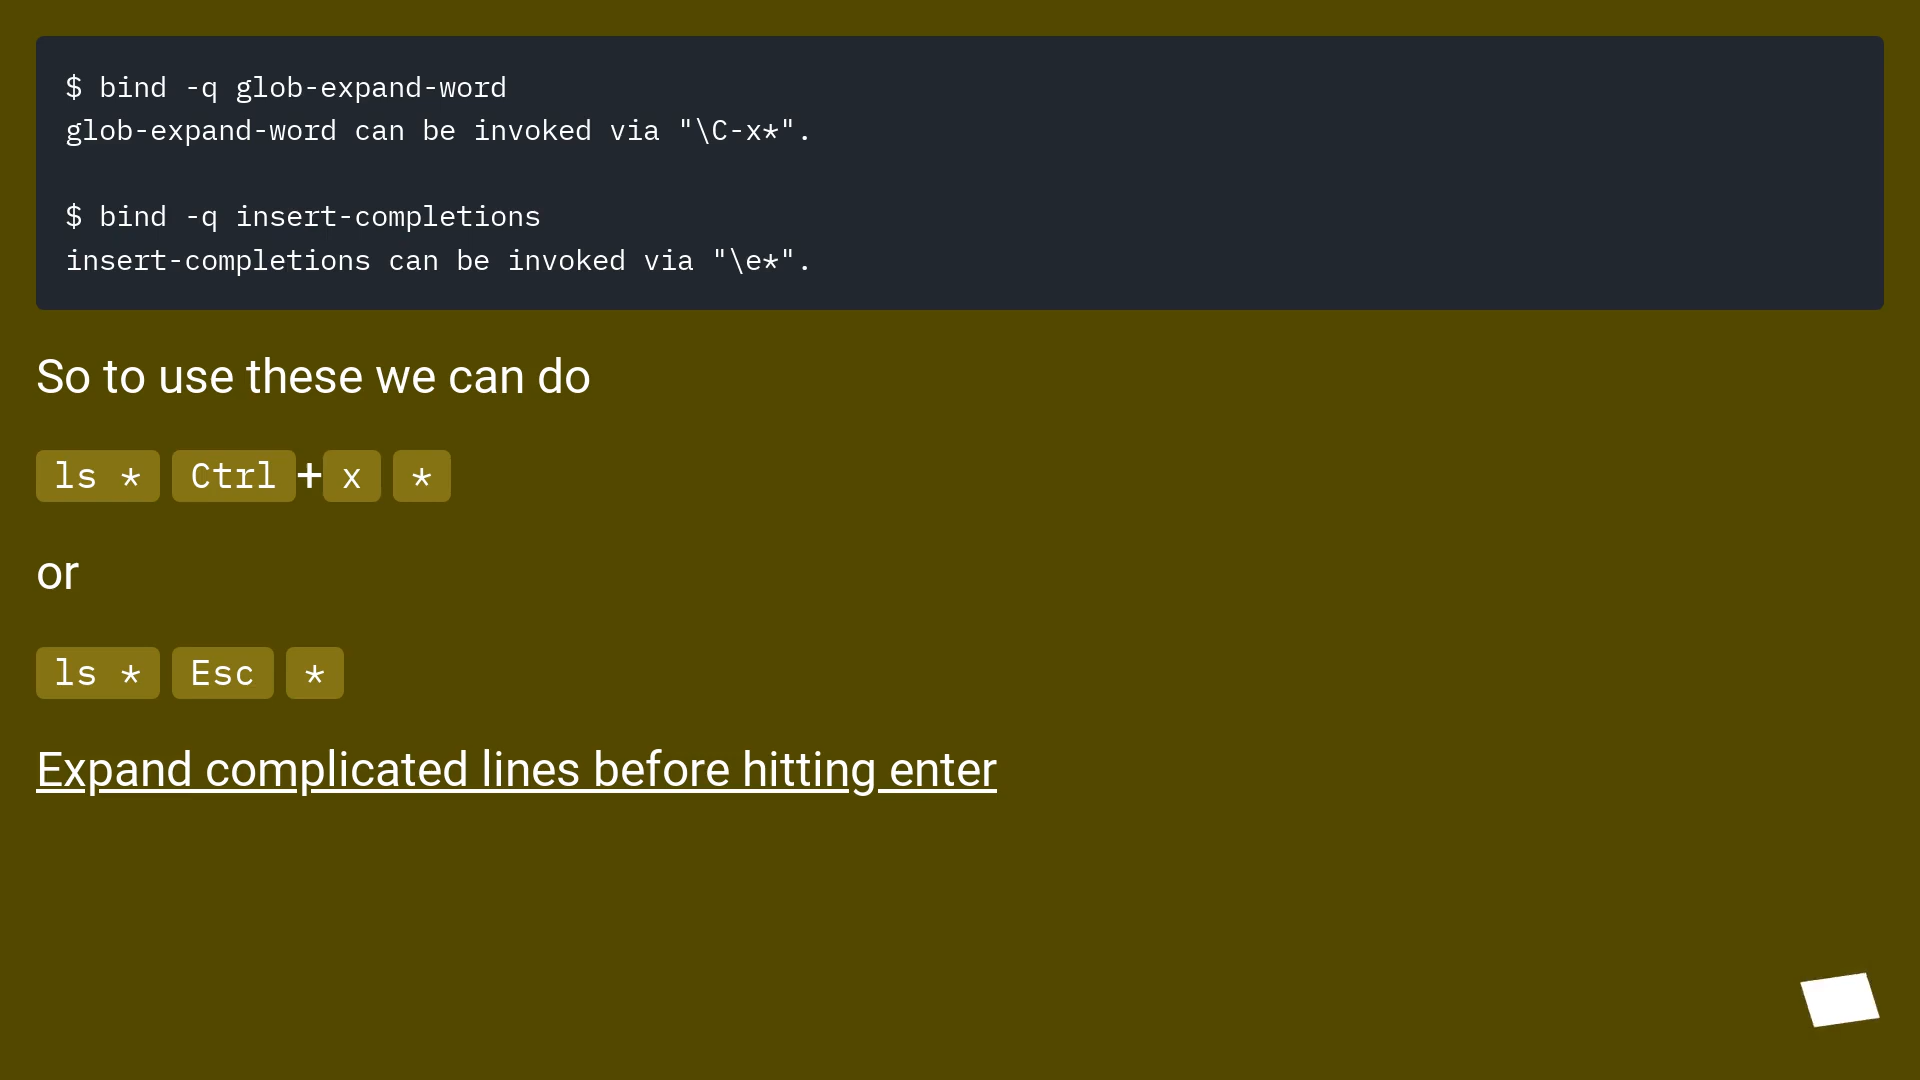 $ bind -q glob-expand-word
glob-expand-word can be invoked via "\C-x*".
$ bind -q insert-completions
insert-completions can be invoked via "\e*".
So to use these we can do
ls * Ctrl+x *
or
ls * Esc *
Expand complicated lines before hitting enter